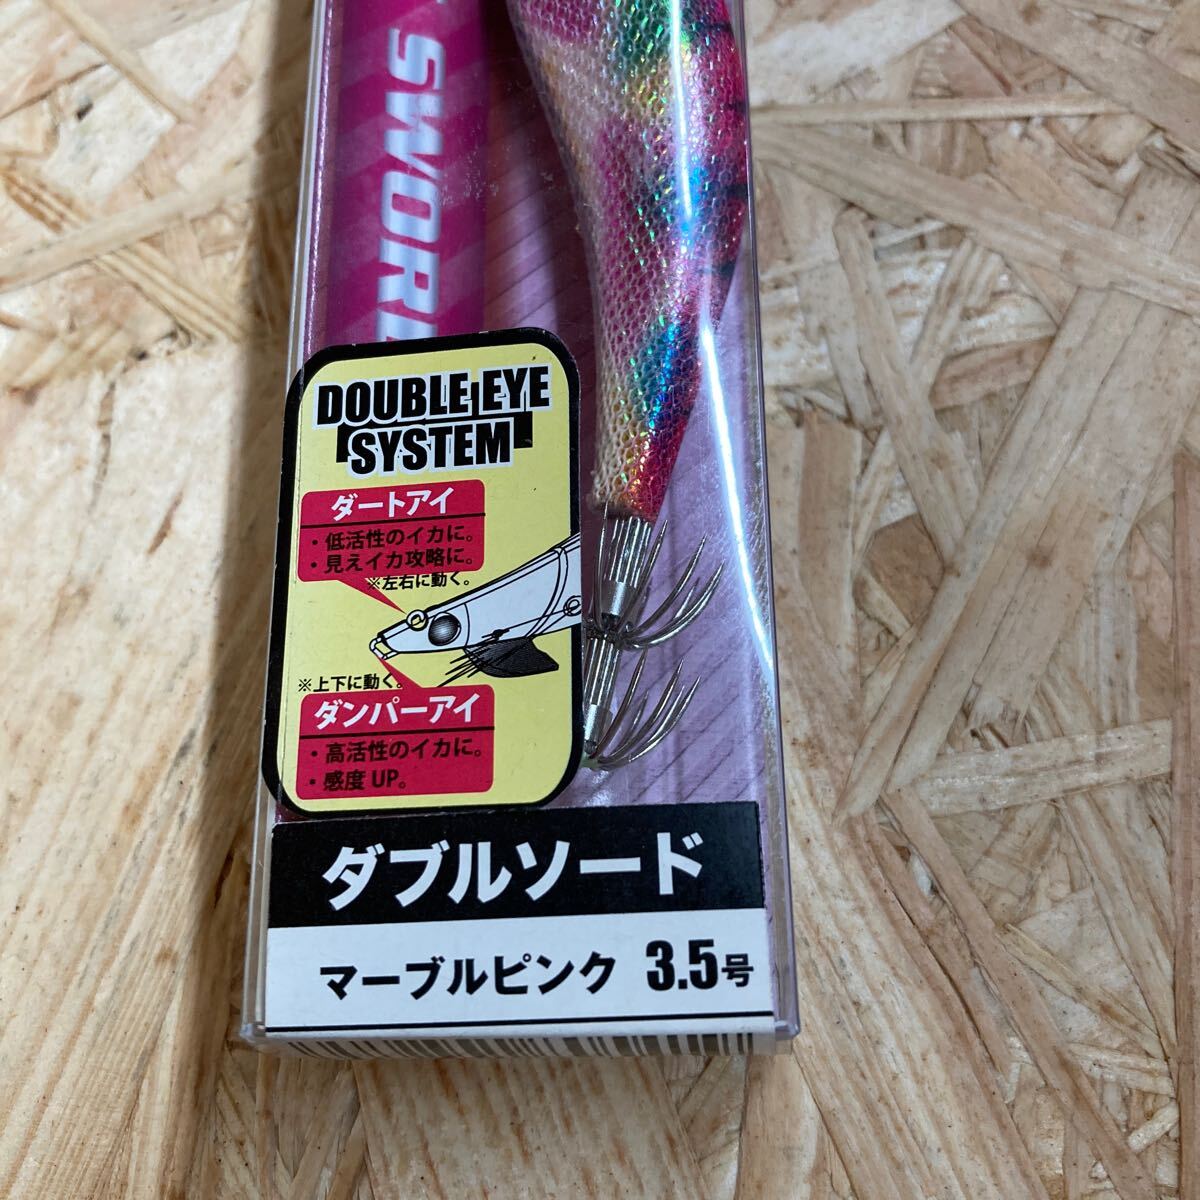 SWORD
DOUBLE EYE
SYSTEM
ダートアイ
・低活性のイカに。
・見えイカ攻略に。
※左右に動く。
※上下に動く。
ダンパーアイ
・高活性のイカに。
・感度 UP。
ダブルソード
マーブルピンク 3.5号